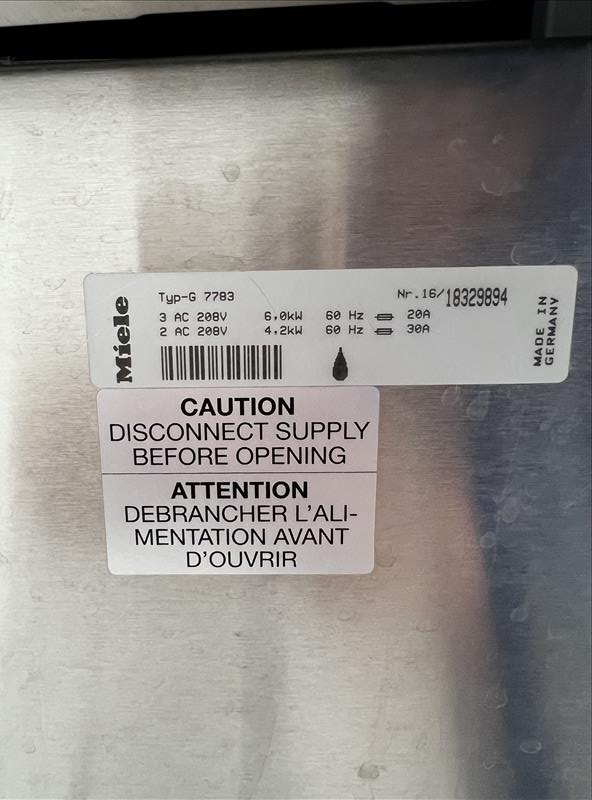 Miele
Typ-G 7783
Nr.16/18329894
3 AC 208V 6,0kW 60 Hz 20A
2 AC 208V 4,2kW 60 Hz 30A
MADE IN
GERMANY
CAUTION
DISCONNECT SUPPLY
BEFORE OPENING
ATTENTION
DEBRANCHER L'ALI-
MENTATION AVANT
D'OUVRIR